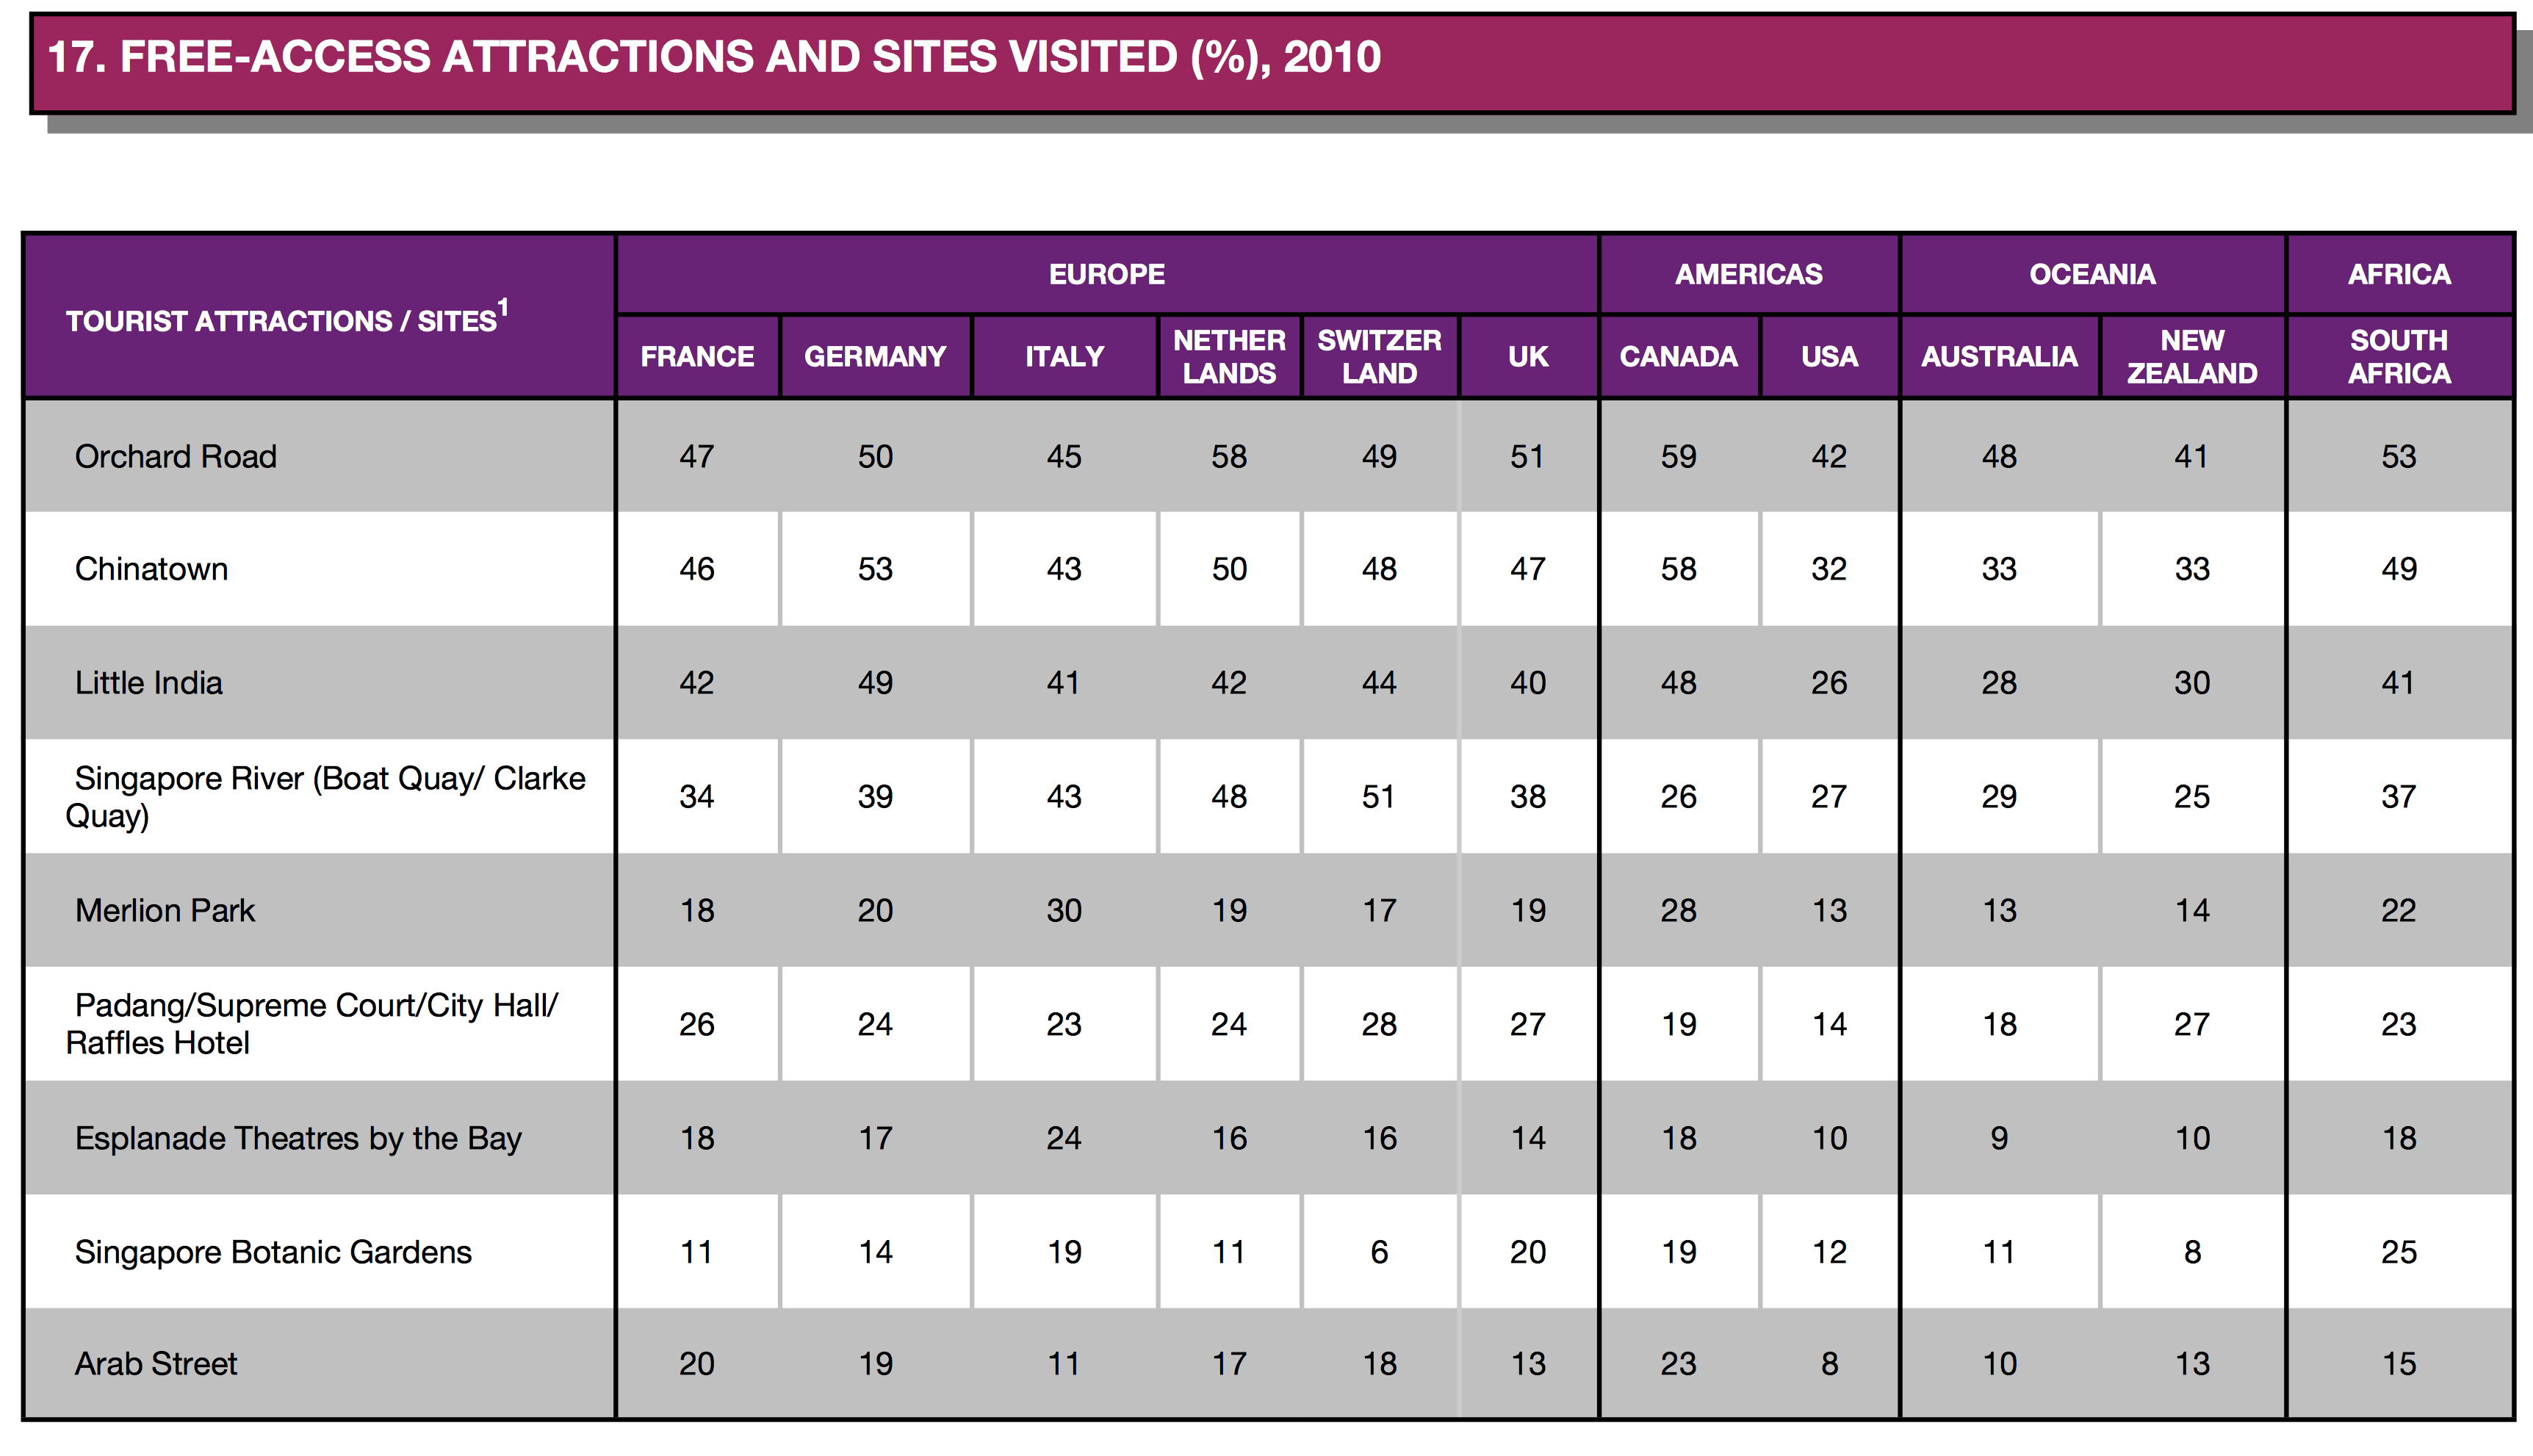 17. FREE-ACCESS ATTRACTIONS AND SITES VISITED (%), 2010
TOURIST ATTRACTIONS / SITES1
EUROPE AMERICAS OCEANIA AFRICA
FRANCE GERMANY ITALY NETHER LANDS SWITZER LAND UK CANADA USA AUSTRALIA NEW ZEALAND SOUTH AFRICA
Orchard Road 47 50 45 58 49 51 59 42 48 41 53
Chinatown 46 53 43 50 48 47 58 32 33 33 49
Little India 42 49 41 42 44 40 48 26 28 30 41
Singapore River (Boat Quay/ Clarke
Quay) 34 39 43 48 51 38 26 27 29 25 37
Merlion Park 18 20 30 19 17 19 28 13 13 14 22
Padang/Supreme Court/City Hall/
Raffles Hotel 26 24 23 24 28 27 19 14 18 27 23
Esplanade Theatres by the Bay 18 17 24 16 16 14 18 10 9 10 18
Singapore Botanic Gardens 11 14 19 11 6 20 19 12 11 8 25
Arab Street 20 19 11 17 18 13 23 8 10 13 15